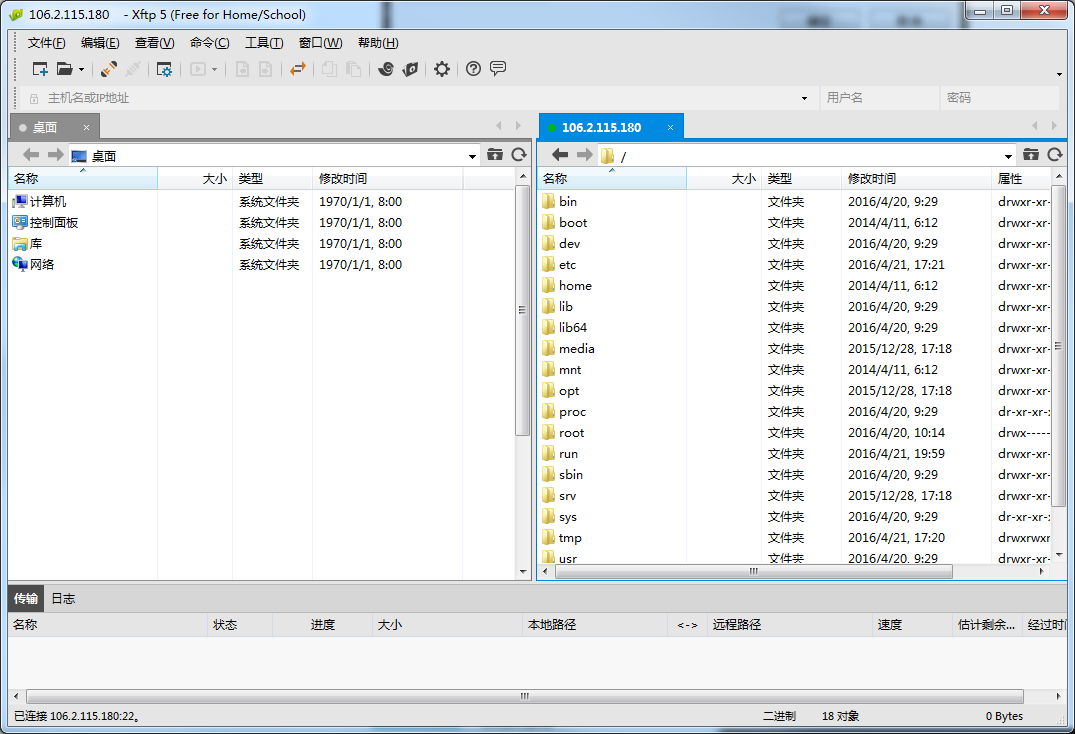 106.2.115.180 - Xftp 5 (Free for Home/School)
文件(F) 编辑(E) 查看(V) 命令(C) 工具(T) 窗口(W) 帮助(H)
主机名或IP地址 用户名 密码
桌面 × 106.2.115.180 ×
桌面 /
名称 大小 类型 修改时间 名称 大小 类型 修改时间 属性
计算机 系统文件夹 1970/1/1, 8:00 bin 文件夹 2016/4/20, 9:29 drwxr-xr-
控制面板 系统文件夹 1970/1/1, 8:00 boot 文件夹 2014/4/11, 6:12 drwxr-xr-
库 系统文件夹 1970/1/1, 8:00 dev 文件夹 2016/4/20, 9:29 drwxr-xr-
网络 系统文件夹 1970/1/1, 8:00 etc 文件夹 2016/4/21, 17:21 drwxr-xr-
home 文件夹 2014/4/11, 6:12 drwxr-xr-
lib 文件夹 2016/4/20, 9:29 drwxr-xr-
lib64 文件夹 2016/4/20, 9:29 drwxr-xr-
media 文件夹 2015/12/28, 17:18 drwxr-xr-
mnt 文件夹 2014/4/11, 6:12 drwxr-xr-
opt 文件夹 2015/12/28, 17:18 drwxr-xr-
proc 文件夹 2016/4/20, 9:29 dr-xr-xr-
root 文件夹 2016/4/20, 10:14 drwx-----
run 文件夹 2016/4/21, 19:59 drwxr-xr-
sbin 文件夹 2016/4/20, 9:29 drwxr-xr-
srv 文件夹 2015/12/28, 17:18 drwxr-xr-
sys 文件夹 2016/4/20, 9:29 dr-xr-xr-
tmp 文件夹 2016/4/21, 17:20 drwxrwxr
usr 文件夹 2016/4/20, 9:29 drwxr-xr-
传输 日志
名称 状态 进度 大小 本地路径 <-> 远程路径 速度 估计剩余... 经过时间
已连接 106.2.115.180:22。 二进制 18 对象 0 Bytes